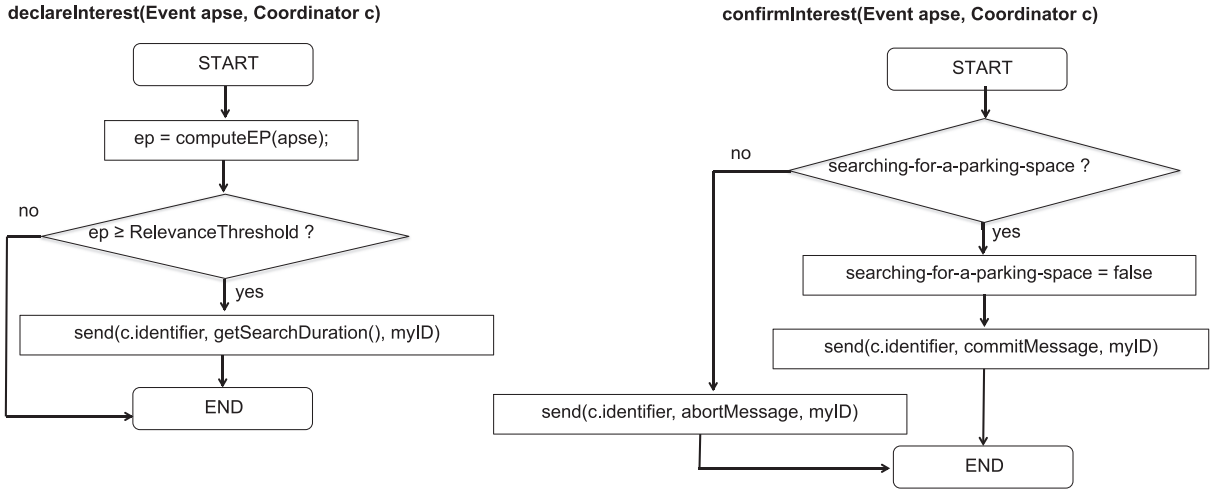 declareInterest(Event apse, Coordinator c)
START
ep = computeEP(apse);
no
ep ≥ RelevanceThreshold ?
yes
send(c.identifier, getSearchDuration(), myID)
END
confirmInterest(Event apse, Coordinator c)
START
no
searching-for-a-parking-space ?
yes
searching-for-a-parking-space = false
send(c.identifier, commitMessage, myID)
send(c.identifier, abortMessage, myID)
END